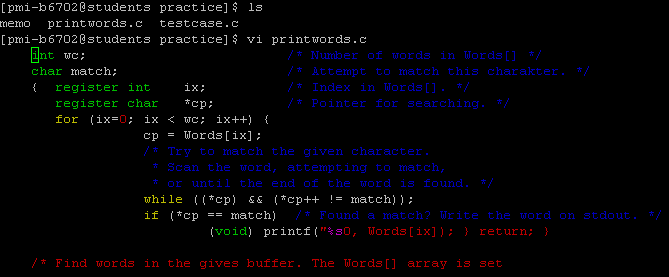 [pmi-b6702@students practice]$ ls
memo  printwords.c  testcase.c
[pmi-b6702@students practice]$ vi printwords.c
int wc;                         /* Number of words in Words[] */
char match;                     /* Attempt to match this charakter. */
{  register int    ix;          /* Index in Words[]. */
   register char   *cp;         /* Pointer for searching. */
   for (ix=0; ix < wc; ix++) {
               cp = Words[ix];
               /* Try to match the given character.
                * Scan the word, attempting to match,
                * or until the end of the word is found. */
               while ((*cp) && (*cp++ != match));
               if (*cp == match)  /* Found a match? Write the word on stdout. */
                       (void) printf("%s0, Words[ix]); } return; }
/* Find words in the gives buffer. The Words[] array is set